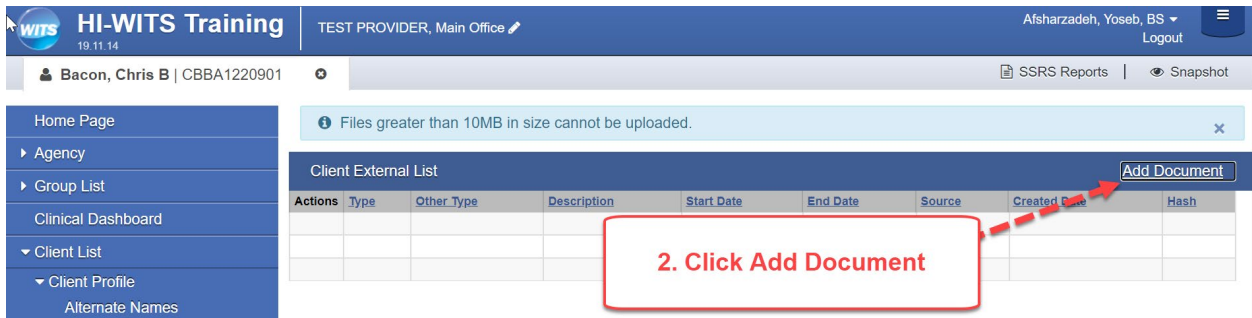 WITS
HI-WITS Training
19.11.14
TEST PROVIDER, Main Office
Afsharzadeh, Yoseb, BS
Logout
Bacon, Chris B | CBBA1220901
SSRS Reports | Snapshot
Home Page
Agency
Group List
Clinical Dashboard
Client List
Client Profile
Alternate Names
Files greater than 10MB in size cannot be uploaded.
Client External List Add Document
Actions Type Other Type Description Start Date End Date Source Created Date Hash
2. Click Add Document